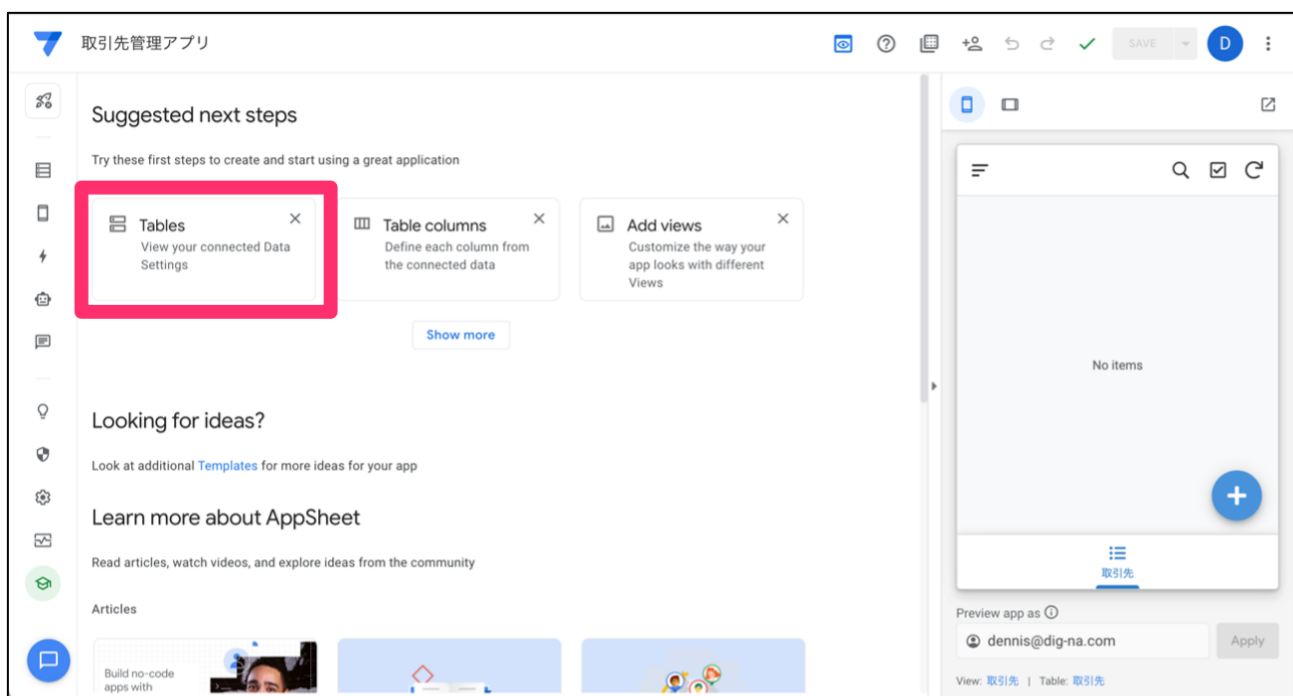 取引先管理アプリ
SAVE
D
Suggested next steps
Try these first steps to create and start using a great application
Tables
View your connected Data
Settings
Table columns
Define each column from
the connected data
Add views
Customize the way your
app looks with different
Views
Show more
Looking for ideas?
Look at additional Templates for more ideas for your app
Learn more about AppSheet
Read articles, watch videos, and explore ideas from the community
Articles
Build no-code
apps with
No items
取引先
Preview app as
dennis@dig-na.com
Apply
View: 取引先 | Table: 取引先